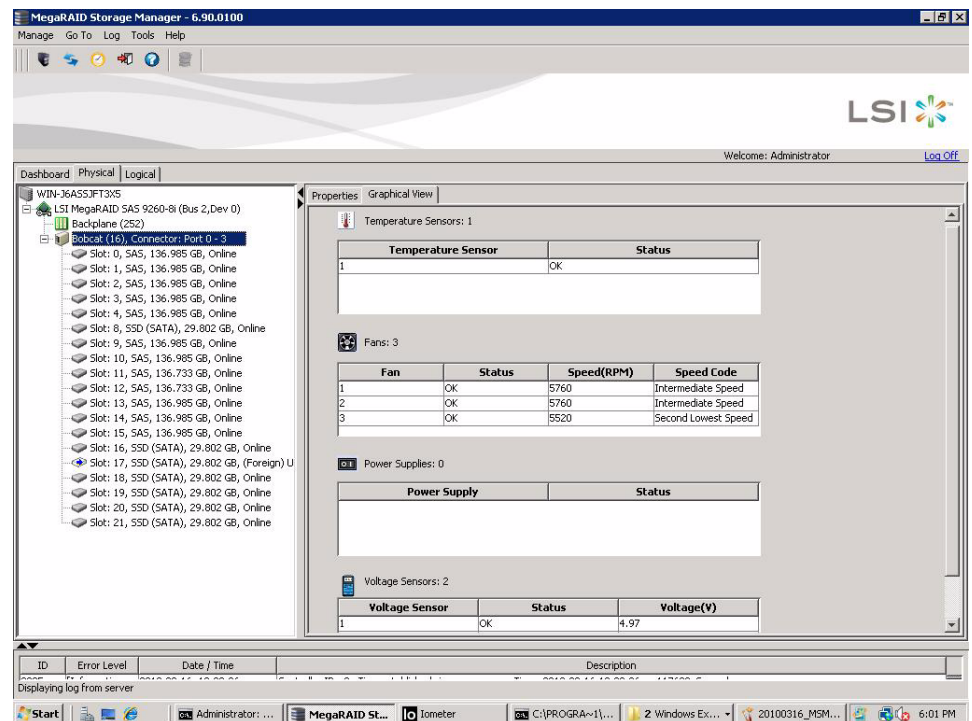 MegaRAID Storage Manager - 6.90.0100
Manage Go To Log Tools Help
LSI
Welcome: Administrator Log Off
Dashboard Physical Logical
WIN-J6AS5JFT3X5
LSI MegaRAID SAS 9260-8i (Bus 2,Dev 0)
Backplane (252)
Bobcat (16), Connector: Port 0 - 3
Slot: 0, SAS, 136.985 GB, Online
Slot: 1, SAS, 136.985 GB, Online
Slot: 2, SAS, 136.985 GB, Online
Slot: 3, SAS, 136.985 GB, Online
Slot: 4, SAS, 136.985 GB, Online
Slot: 8, SSD (SATA), 29.802 GB, Online
Slot: 9, SAS, 136.985 GB, Online
Slot: 10, SAS, 136.985 GB, Online
Slot: 11, SAS, 136.733 GB, Online
Slot: 12, SAS, 136.733 GB, Online
Slot: 13, SAS, 136.985 GB, Online
Slot: 14, SAS, 136.985 GB, Online
Slot: 15, SAS, 136.985 GB, Online
Slot: 16, SSD (SATA), 29.802 GB, Online
Slot: 17, SSD (SATA), 29.802 GB, (Foreign) U
Slot: 18, SSD (SATA), 29.802 GB, Online
Slot: 19, SSD (SATA), 29.802 GB, Online
Slot: 20, SSD (SATA), 29.802 GB, Online
Slot: 21, SSD (SATA), 29.802 GB, Online
Properties Graphical View
Temperature Sensors: 1
Temperature Sensor Status
1 OK
Fans: 3
Fan Status Speed(RPM) Speed Code
1 OK 5760 Intermediate Speed
2 OK 5760 Intermediate Speed
3 OK 5520 Second Lowest Speed
Power Supplies: 0
Power Supply Status
Voltage Sensors: 2
Voltage Sensor Status Voltage(V)
1 OK 4.97
ID Error Level Date / Time Description
Displaying log from server
Start Administrator: ... MegaRAID St... Iometer C:\PROGRA~1\... 2 Windows Ex... 20100316_MSM... 6:01 PM